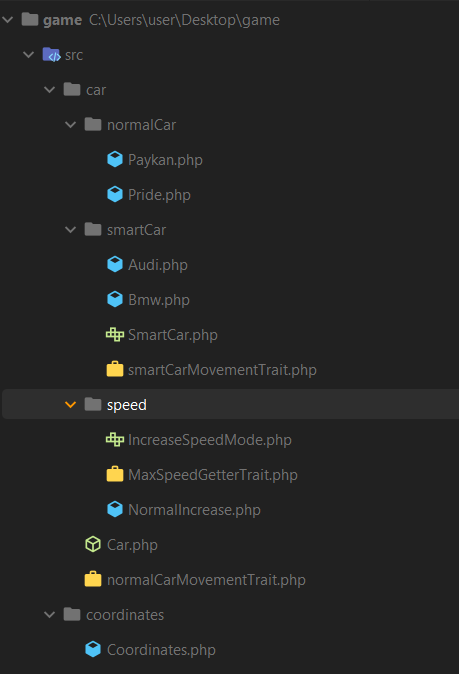 game C:\Users\user\Desktop\game
src
car
normalCar
Paykan.php
Pride.php
smartCar
Audi.php
Bmw.php
SmartCar.php
smartCarMovementTrait.php
speed
IncreaseSpeedMode.php
MaxSpeedGetterTrait.php
NormalIncrease.php
Car.php
normalCarMovementTrait.php
coordinates
Coordinates.php